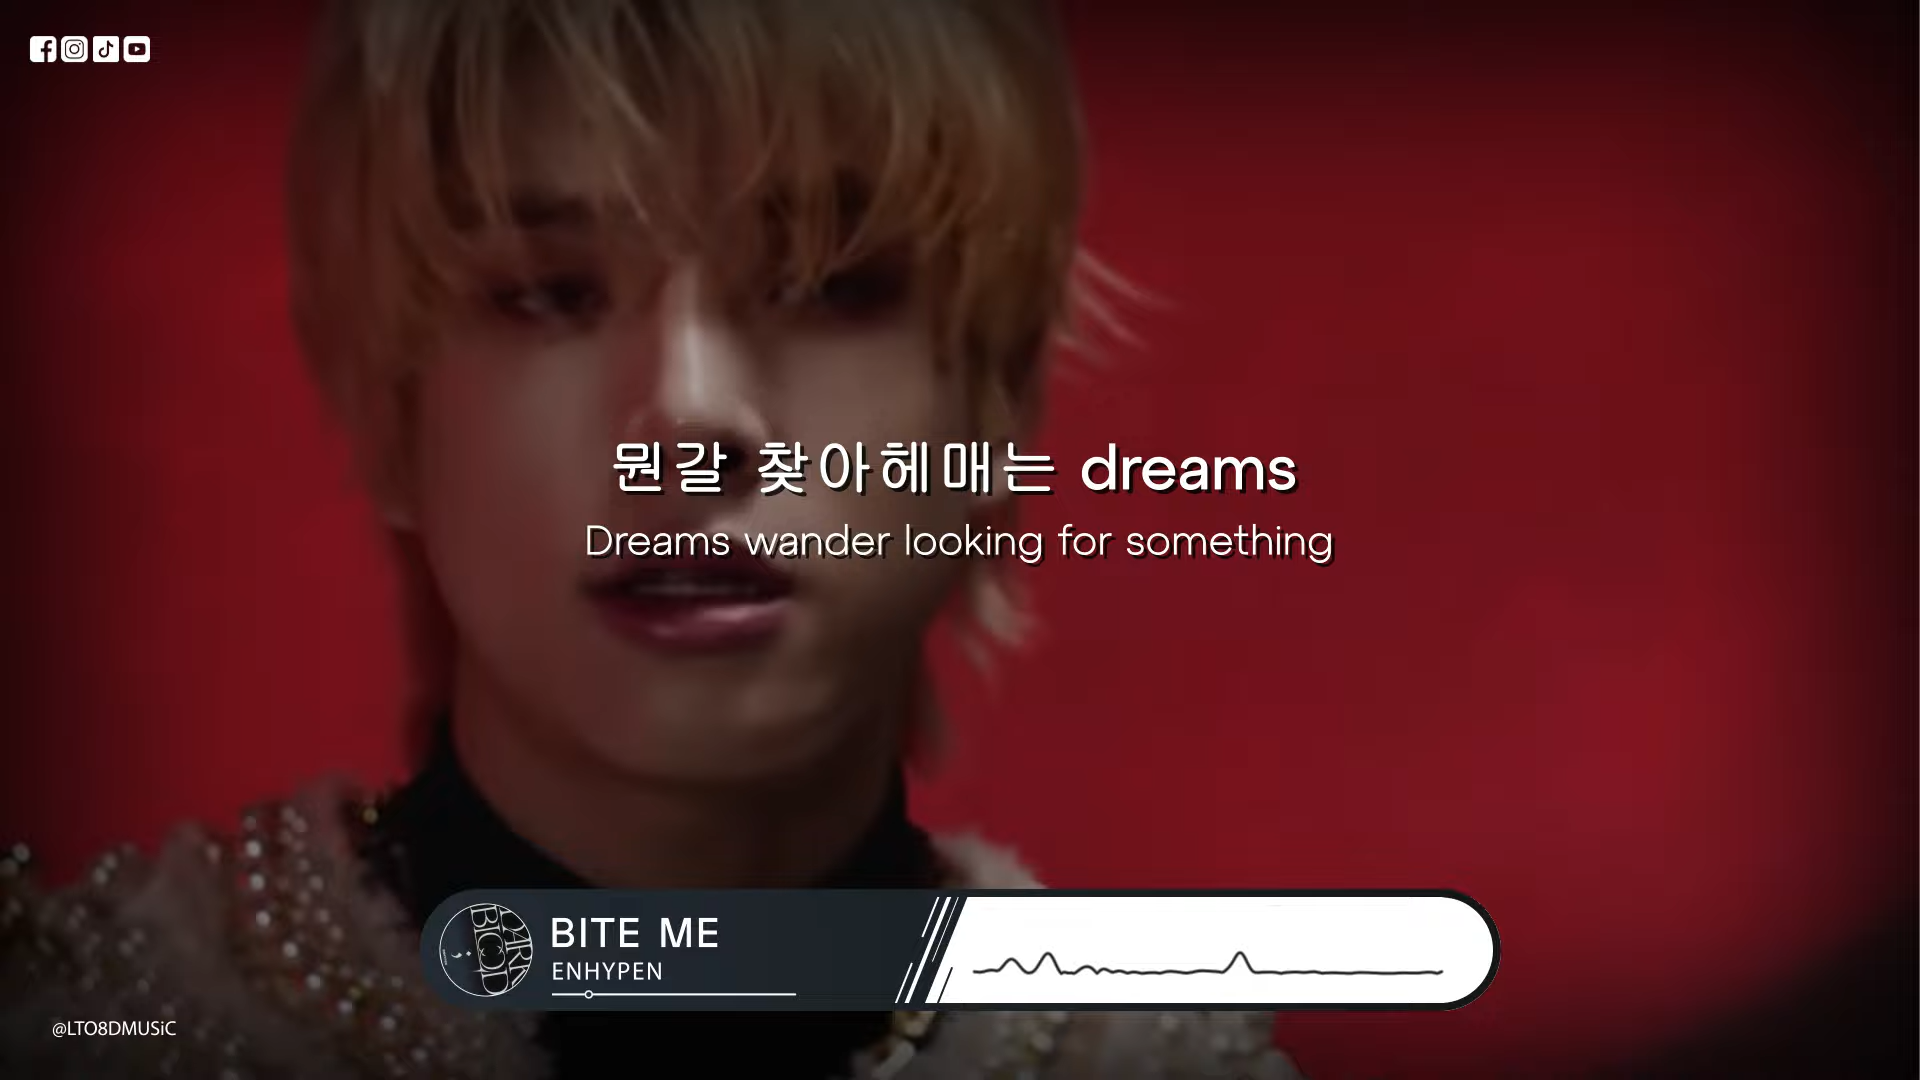 뭔갈 찾아헤매는 dreams
Dreams wander looking for something
BITE ME
ENHYPEN
@LTO8DMUSiC